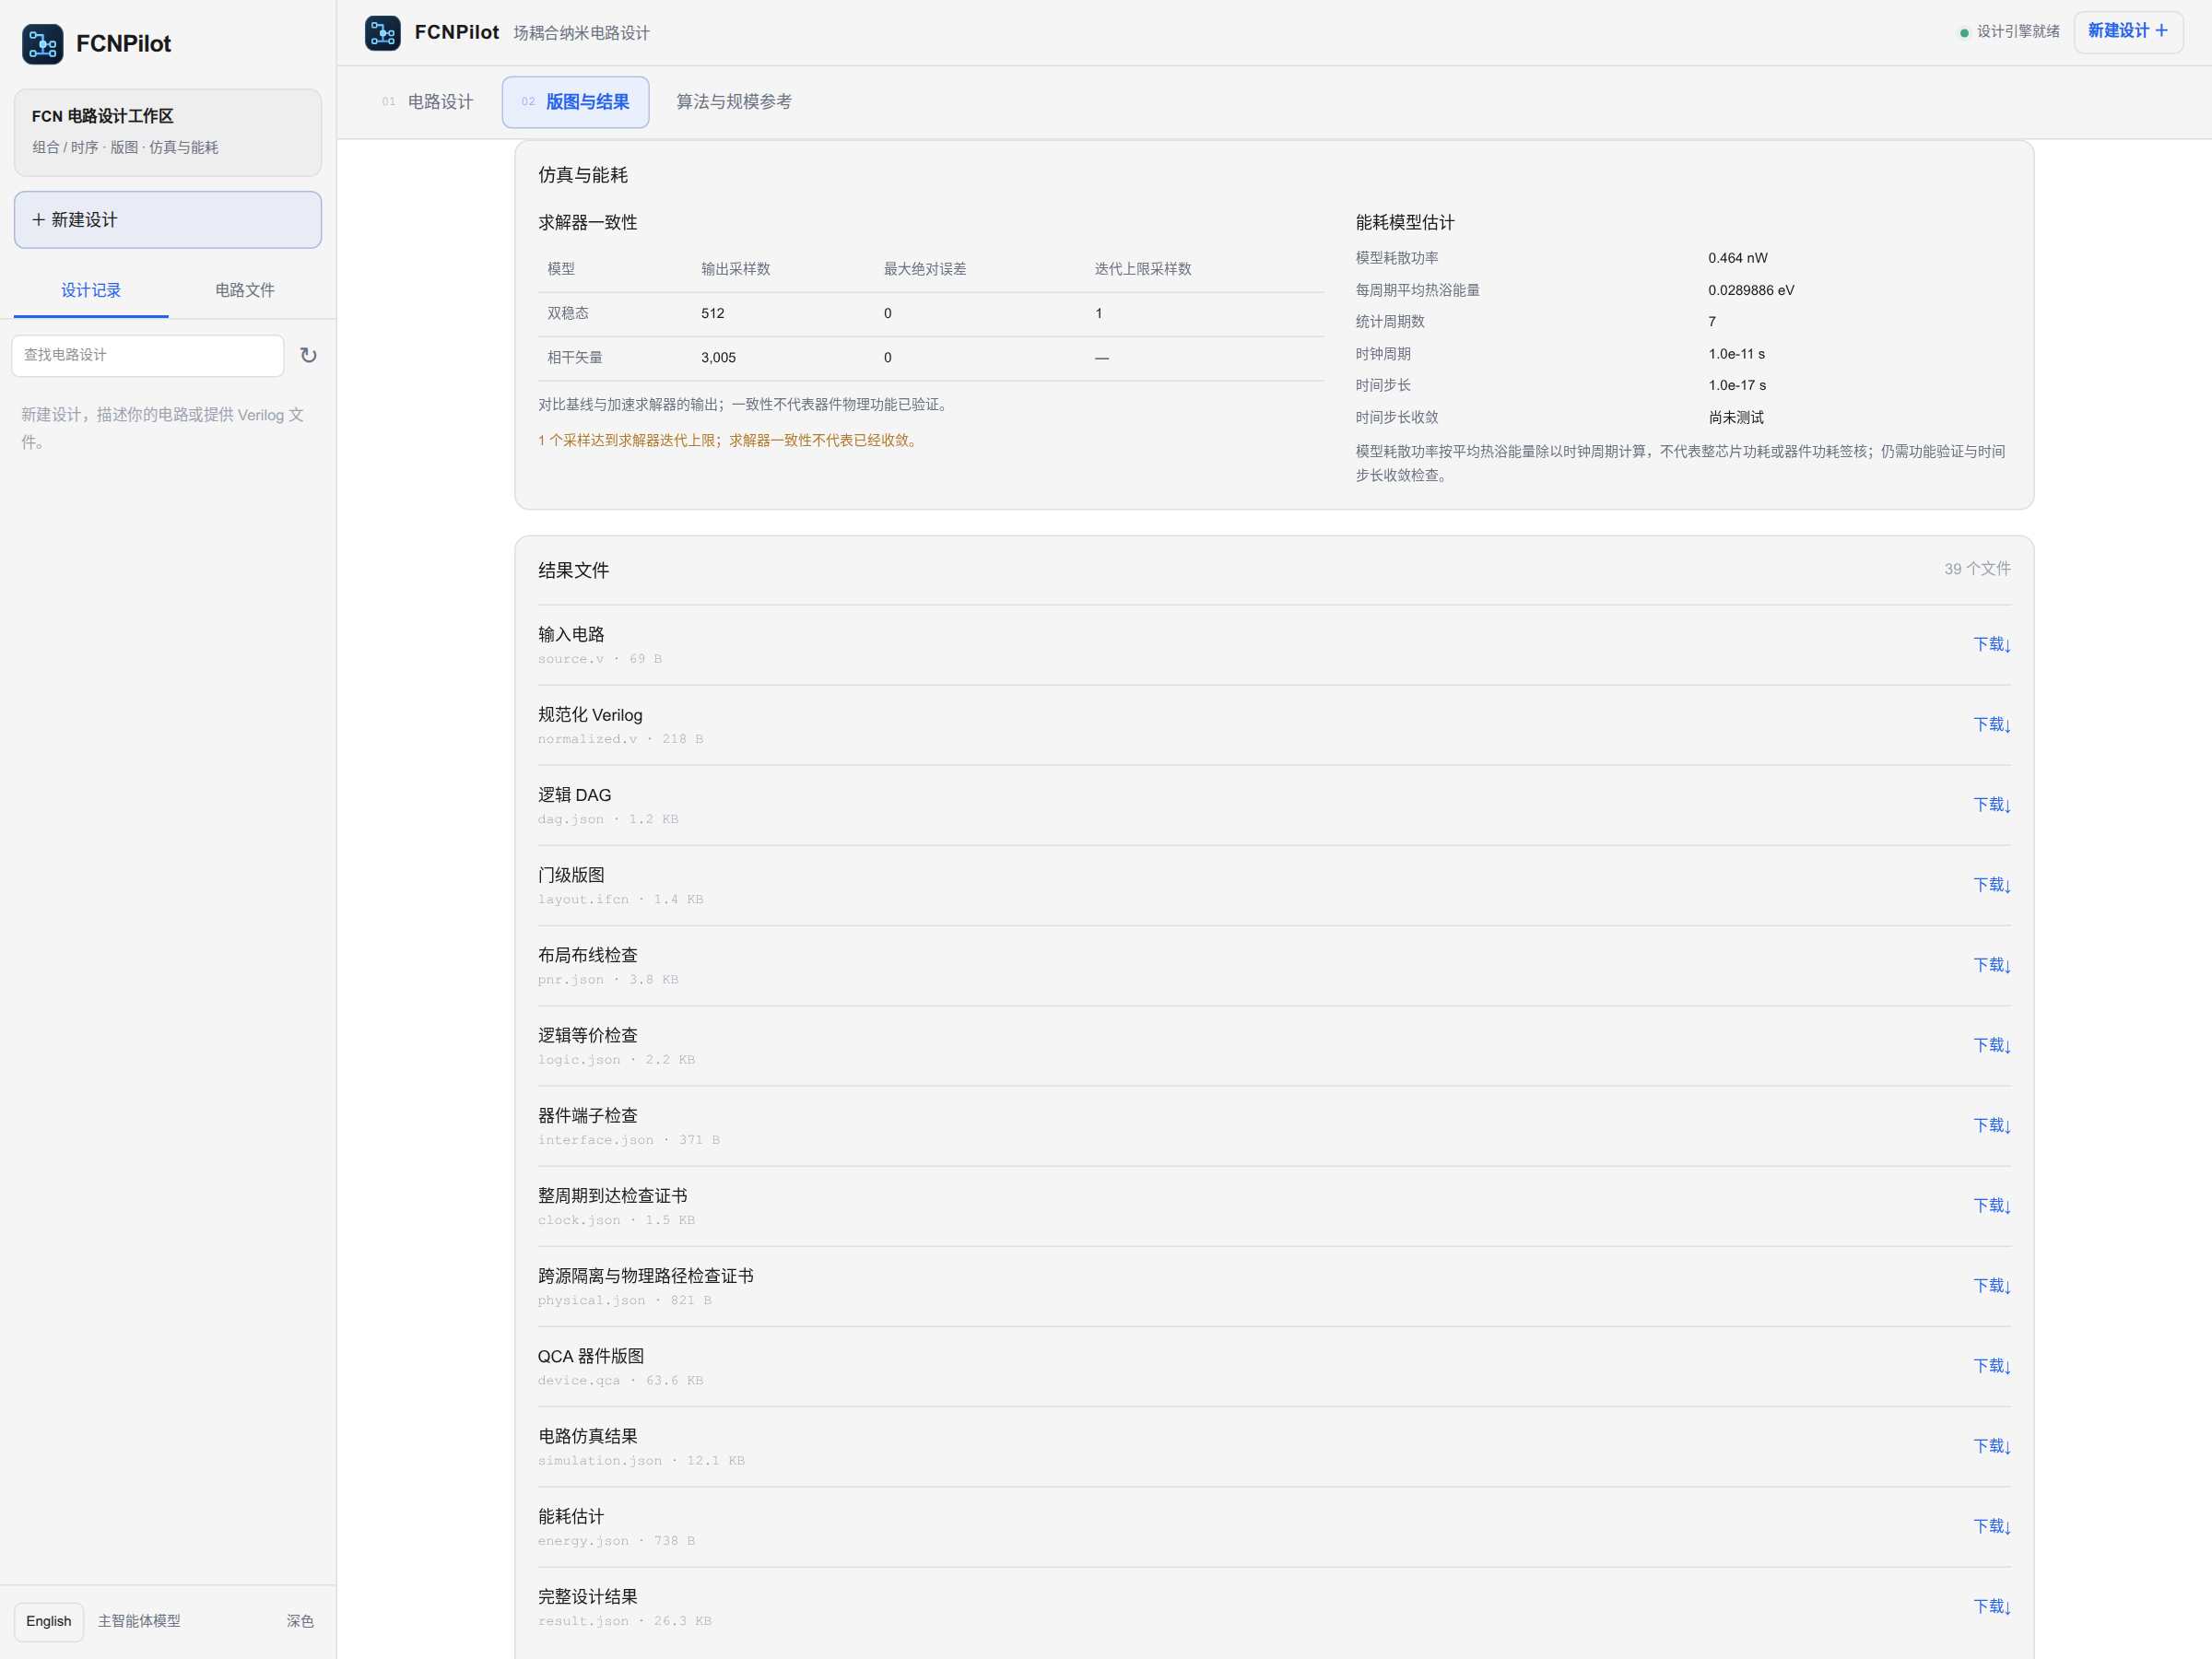 FCNPilot
FCN 电路设计工作区
组合 / 时序 · 版图 · 仿真与能耗
＋ 新建设计
设计记录
电路文件
查找电路设计
↻
新建设计，描述你的电路或提供 Verilog 文
件。
English
主智能体模型
深色
FCNPilot 场耦合纳米电路设计
设计引擎就绪
新建设计 ＋
01 电路设计
02 版图与结果
算法与规模参考
仿真与能耗
求解器一致性
模型 输出采样数 最大绝对误差 迭代上限采样数
双稳态 512 0 1
相干矢量 3,005 0 —
对比基线与加速求解器的输出；一致性不代表器件物理功能已验证。
1 个采样达到求解器迭代上限；求解器一致性不代表已经收敛。
能耗模型估计
模型耗散功率 0.464 nW
每周期平均热浴能量 0.0289886 eV
统计周期数 7
时钟周期 1.0e-11 s
时间步长 1.0e-17 s
时间步长收敛 尚未测试
模型耗散功率按平均热浴能量除以时钟周期计算，不代表整芯片功耗或器件功耗签核；仍需功能验证与时间
步长收敛检查。
结果文件
39 个文件
输入电路
source.v · 69 B
下载↓
规范化 Verilog
normalized.v · 218 B
下载↓
逻辑 DAG
dag.json · 1.2 KB
下载↓
门级版图
layout.ifcn · 1.4 KB
下载↓
布局布线检查
pnr.json · 3.8 KB
下载↓
逻辑等价检查
logic.json · 2.2 KB
下载↓
器件端子检查
interface.json · 371 B
下载↓
整周期到达检查证书
clock.json · 1.5 KB
下载↓
跨源隔离与物理路径检查证书
physical.json · 821 B
下载↓
QCA 器件版图
device.qca · 63.6 KB
下载↓
电路仿真结果
simulation.json · 12.1 KB
下载↓
能耗估计
energy.json · 738 B
下载↓
完整设计结果
result.json · 26.3 KB
下载↓